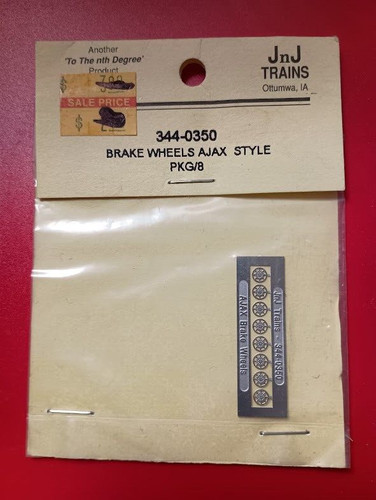 Another
'To The nth Degree'
Product
JnJ
TRAINS
Ottumwa, IA
SALE PRICE
$
344-0350
BRAKE WHEELS AJAX STYLE
PKG/8
AJAX Brake Wheels
JnJ Trains - 344-0350